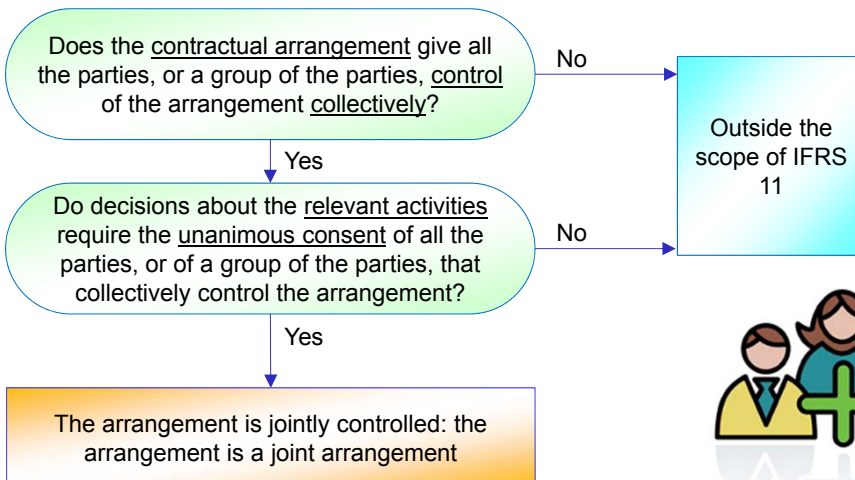 Does the contractual arrangement give all
the parties, or a group of the parties, control
of the arrangement collectively?
No
Outside the
scope of IFRS
11
Yes
Do decisions about the relevant activities
require the unanimous consent of all the
parties, or of a group of the parties, that
collectively control the arrangement?
No
Yes
The arrangement is jointly controlled: the
arrangement is a joint arrangement